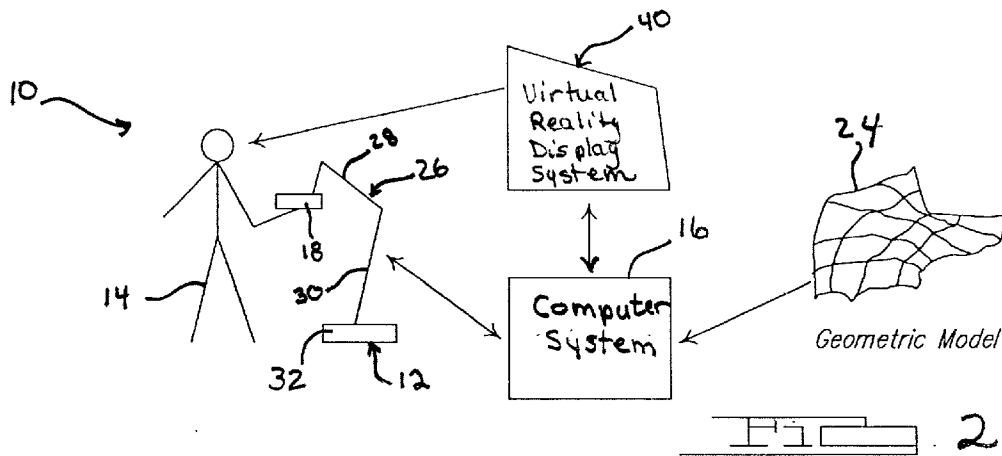 40
10
Virtual
Reality
Display
System
24
28
26
18
16
14
30
Computer
System
Geometric Model
32
12
Fi 2